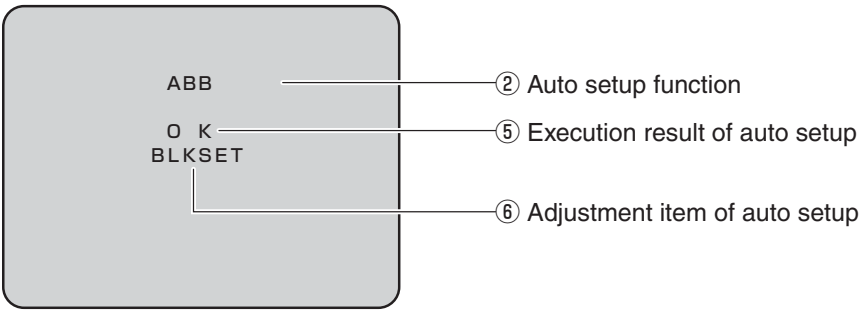 ABB
② Auto setup function
O K
⑤ Execution result of auto setup
BLKSET
⑥ Adjustment item of auto setup